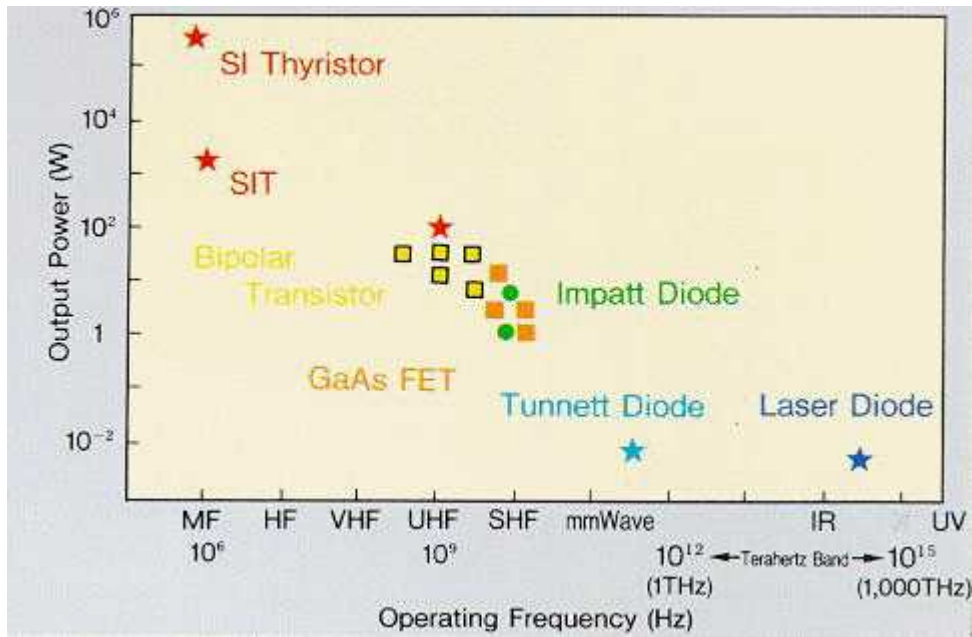 Output Power (W)
10⁶
10⁴
10²
1
10⁻²
SI Thyristor
SIT
Bipolar
Transistor
GaAs FET
Impatt Diode
Tunnett Diode
Laser Diode
MF HF VHF UHF SHF mmWave IR UV
10⁶ 10⁹ 10¹² ←Terahertz Band→ 10¹⁵
(1THz) (1,000THz)
Operating Frequency (Hz)